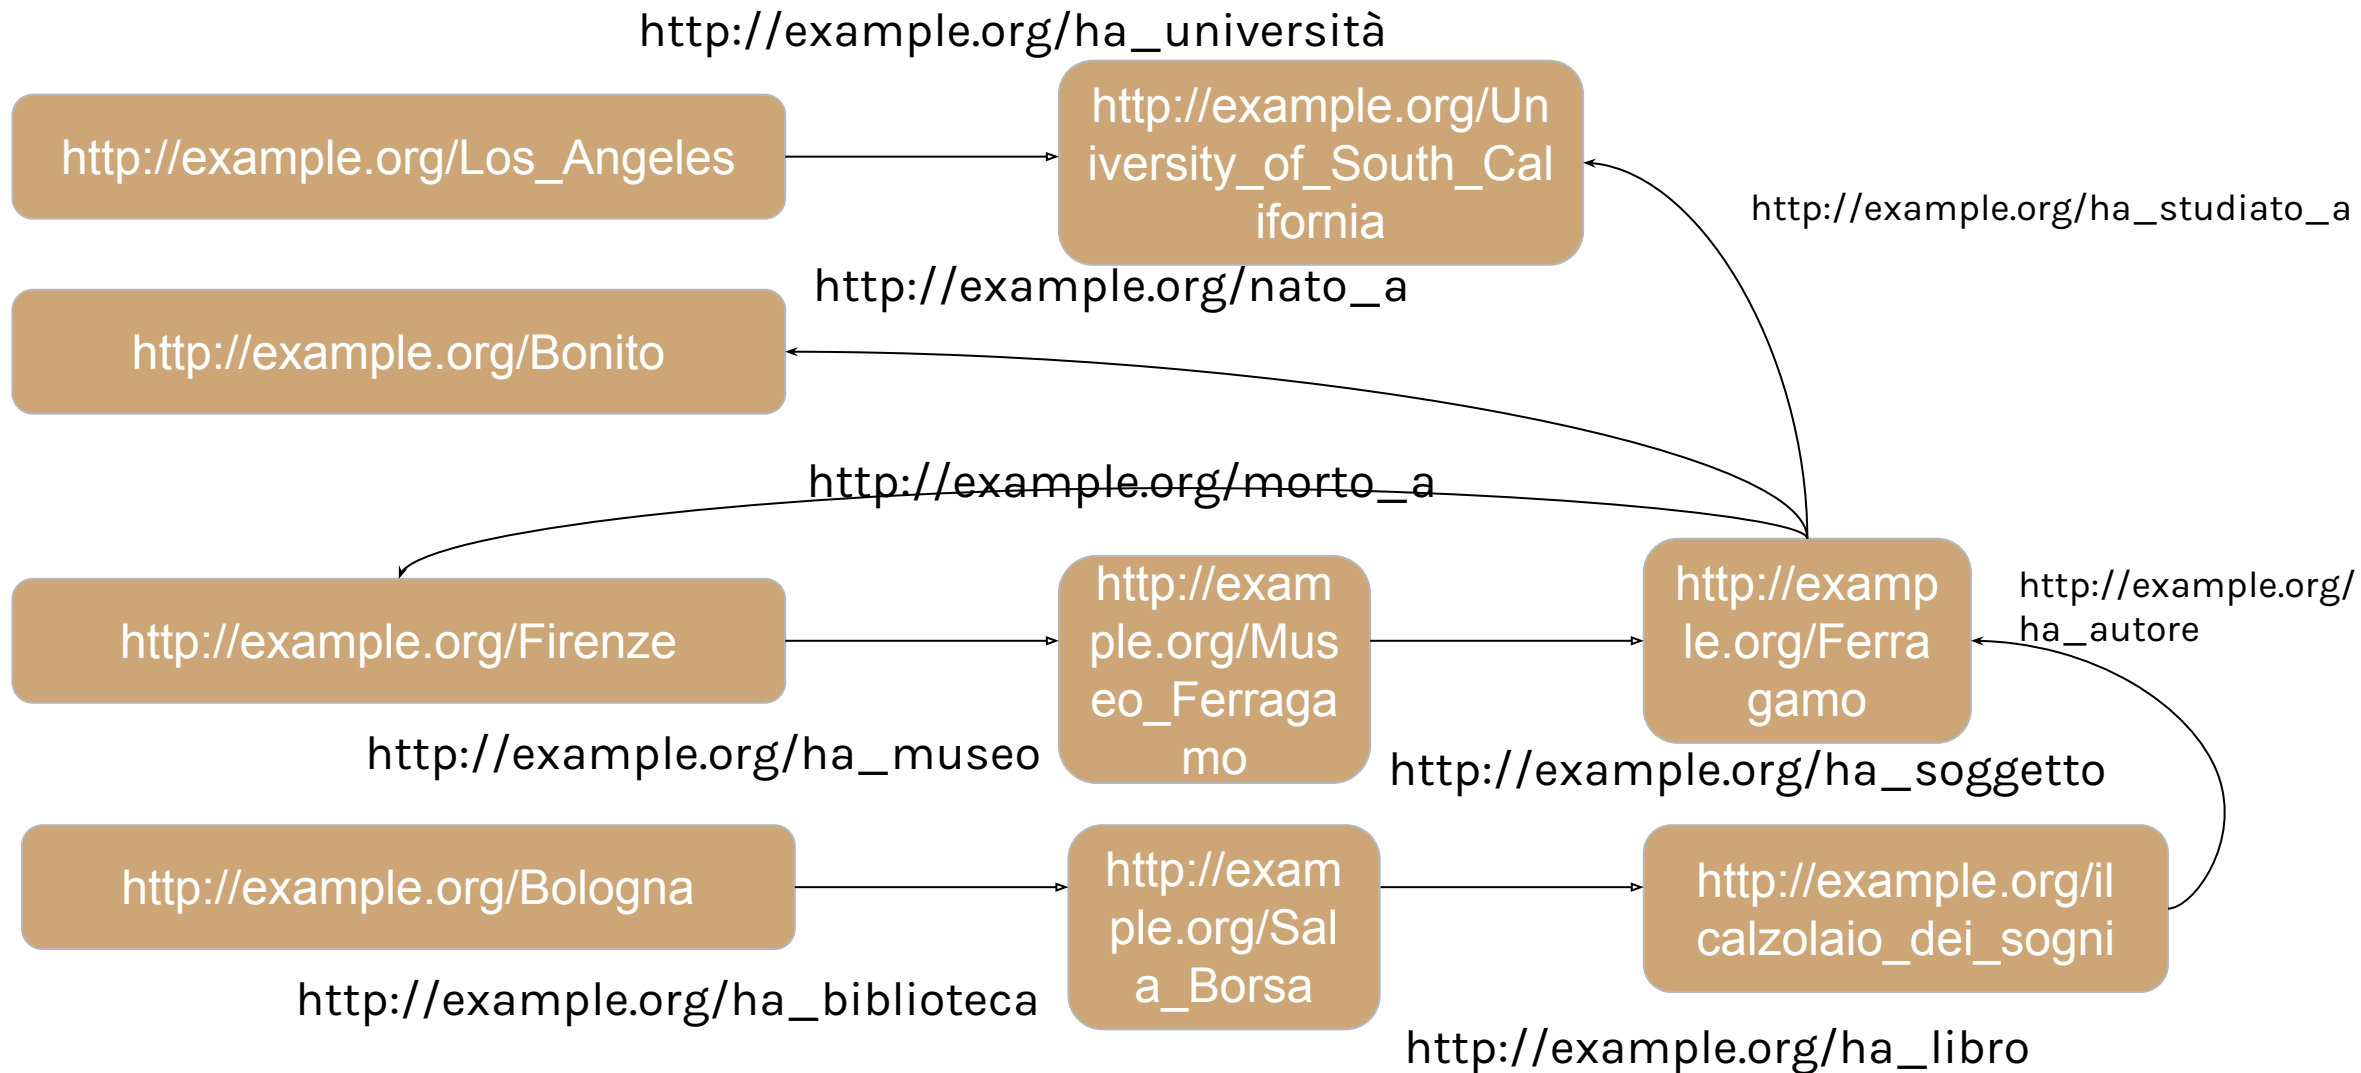 http://example.org/ha_università
http://example.org/Los_Angeles
http://example.org/Un
iversity_of_South_Cal
ifornia
http://example.org/ha_studiato_a
http://example.org/nato_a
http://example.org/Bonito
http://example.org/morto_a
http://example.org/Firenze
http://exam
ple.org/Mus
eo_Ferraga
mo
http://examp
le.org/Ferra
gamo
http://example.org/
ha_autore
http://example.org/ha_museo
http://example.org/ha_soggetto
http://example.org/Bologna
http://exam
ple.org/Sal
a_Borsa
http://example.org/il
calzolaio_dei_sogni
http://example.org/ha_biblioteca
http://example.org/ha_libro